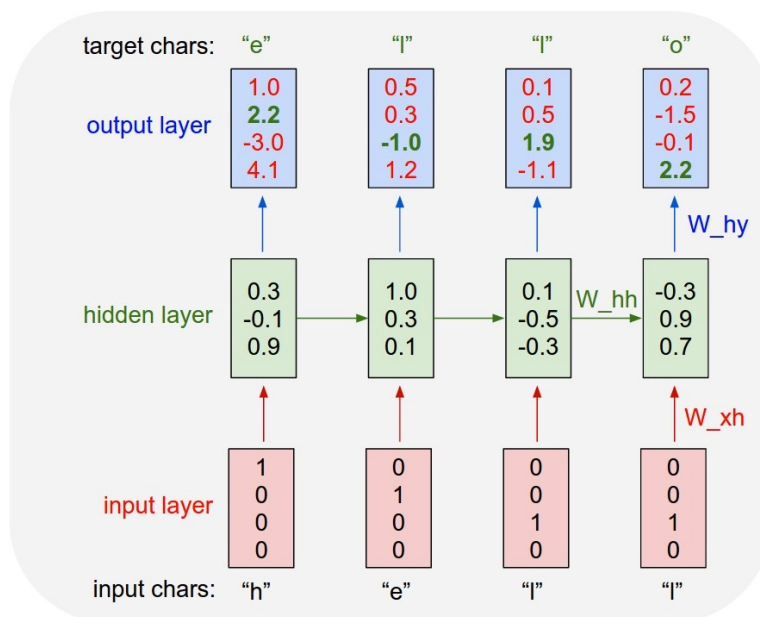 target chars: “e” “l” “l” “o”
1.0 0.5 0.1 0.2
2.2 0.3 0.5 -1.5
output layer
-3.0 -1.0 1.9 -0.1
4.1 1.2 -1.1 2.2
W_hy
0.3 1.0 0.1 -0.3
W_hh
hidden layer -0.1 0.3 -0.5 0.9
0.9 0.1 -0.3 0.7
W_xh
1 0 0 0
0 1 0 0
input layer
0 0 1 1
0 0 0 0
input chars: “h” “e” “l” “l”